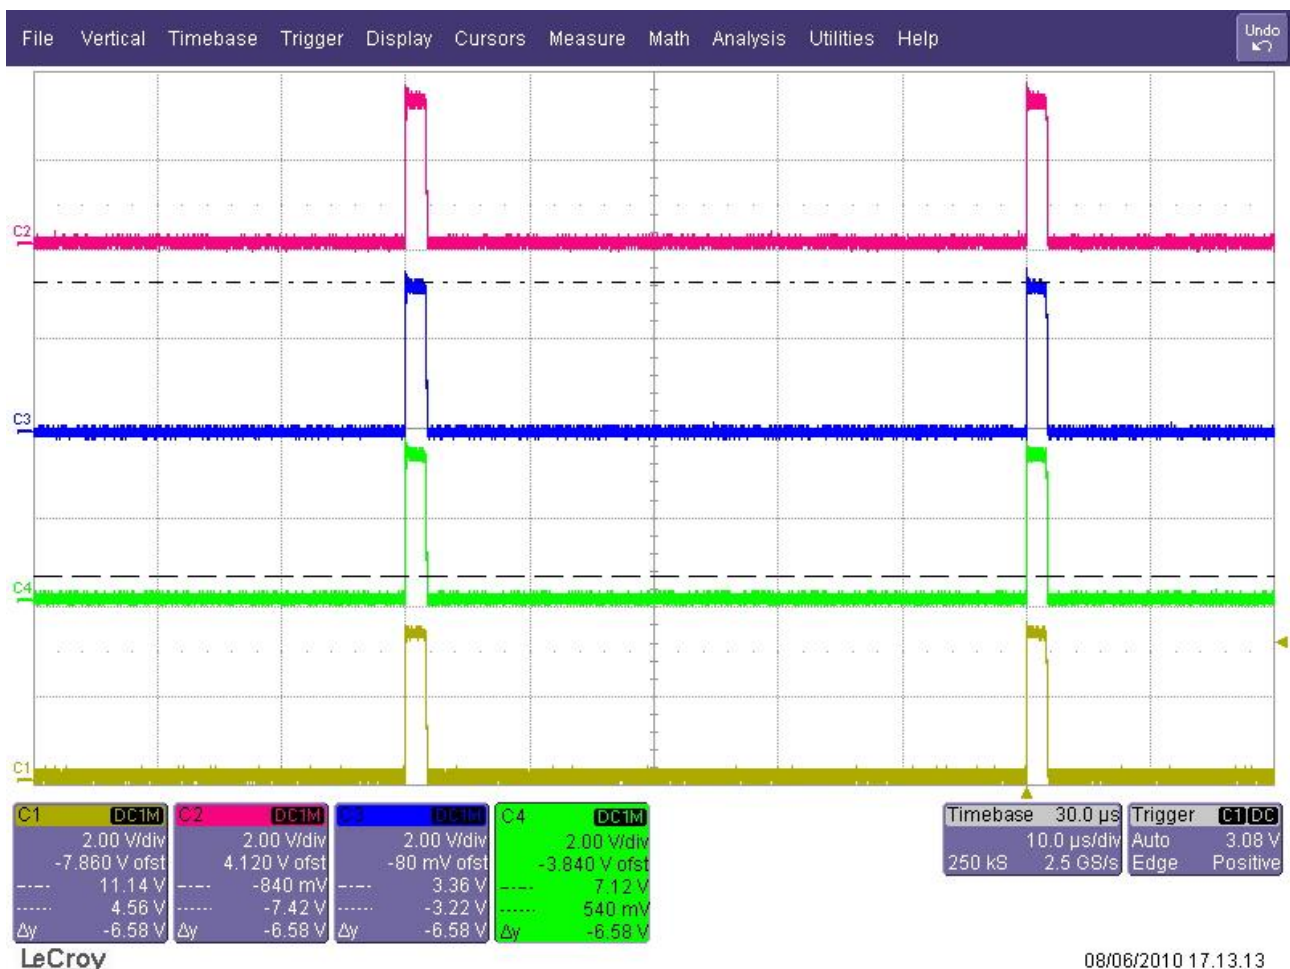 File Vertical Timebase Trigger Display Cursors Measure Math Analysis Utilities Help Undo
C2
C3
C4
C1
C1 DC1M C2 DC1M C3 DC1M C4 DC1M
2.00 V/div 2.00 V/div 2.00 V/div 2.00 V/div
-7.860 V ofst 4.120 V ofst -80 mV ofst -3.840 V ofst
11.14 V -840 mV 3.36 V 7.12 V
4.56 V -7.42 V -3.22 V 540 mV
Δy -6.58 V Δy -6.58 V Δy -6.58 V Δy -6.58 V
Timebase 30.0 µs Trigger C1 DC
10.0 µs/div Auto 3.08 V
250 kS 2.5 GS/s Edge Positive
LeCroy 08/06/2010 17.13.13